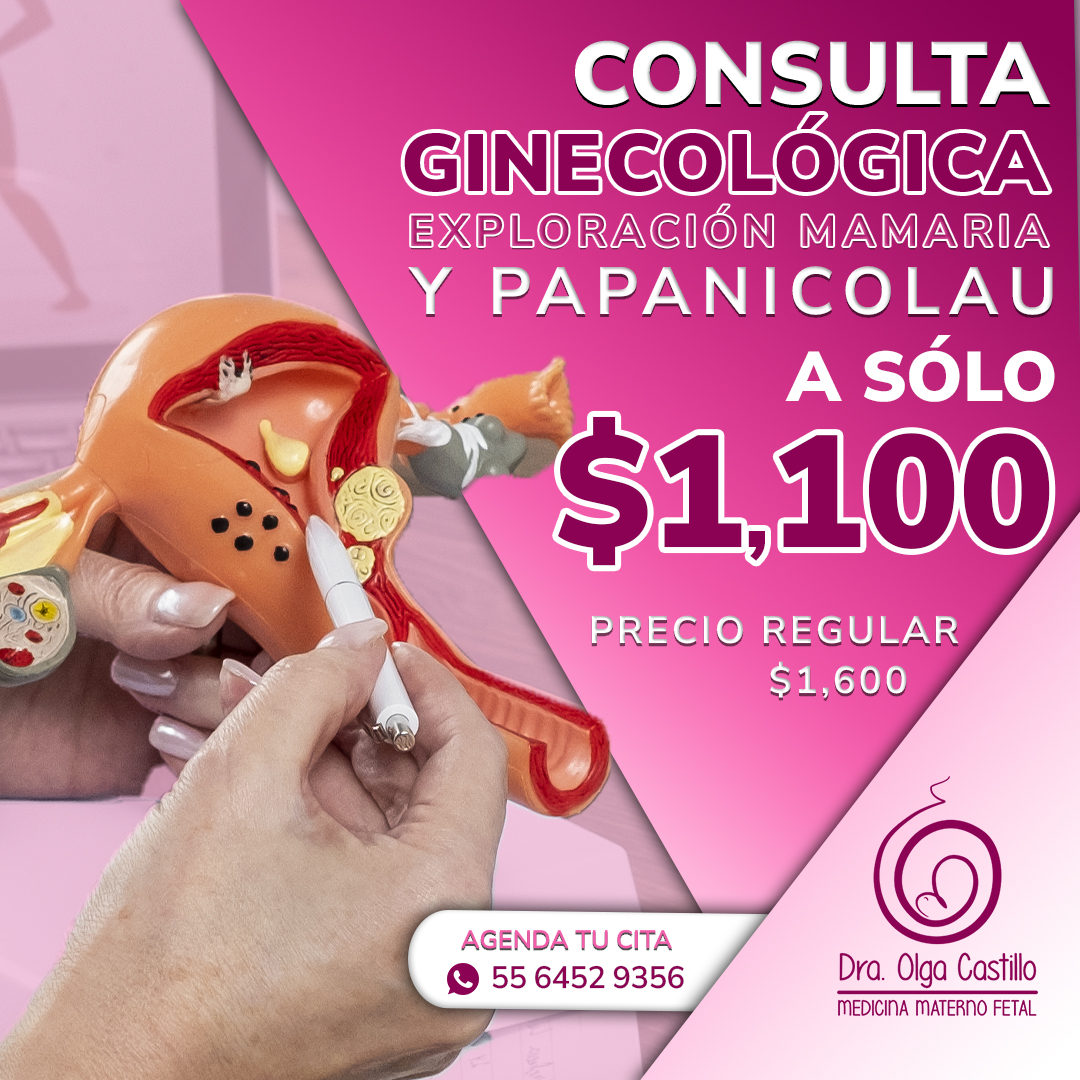 CONSULTA
GINECOLÓGICA
EXPLORACIÓN MAMARIA
Y PAPANICOLAU
A SÓLO
$1,100
PRECIO REGULAR
$1,600
AGENDA TU CITA
55 6452 9356
Dra. Olga Castillo
MEDICINA MATERNO FETAL